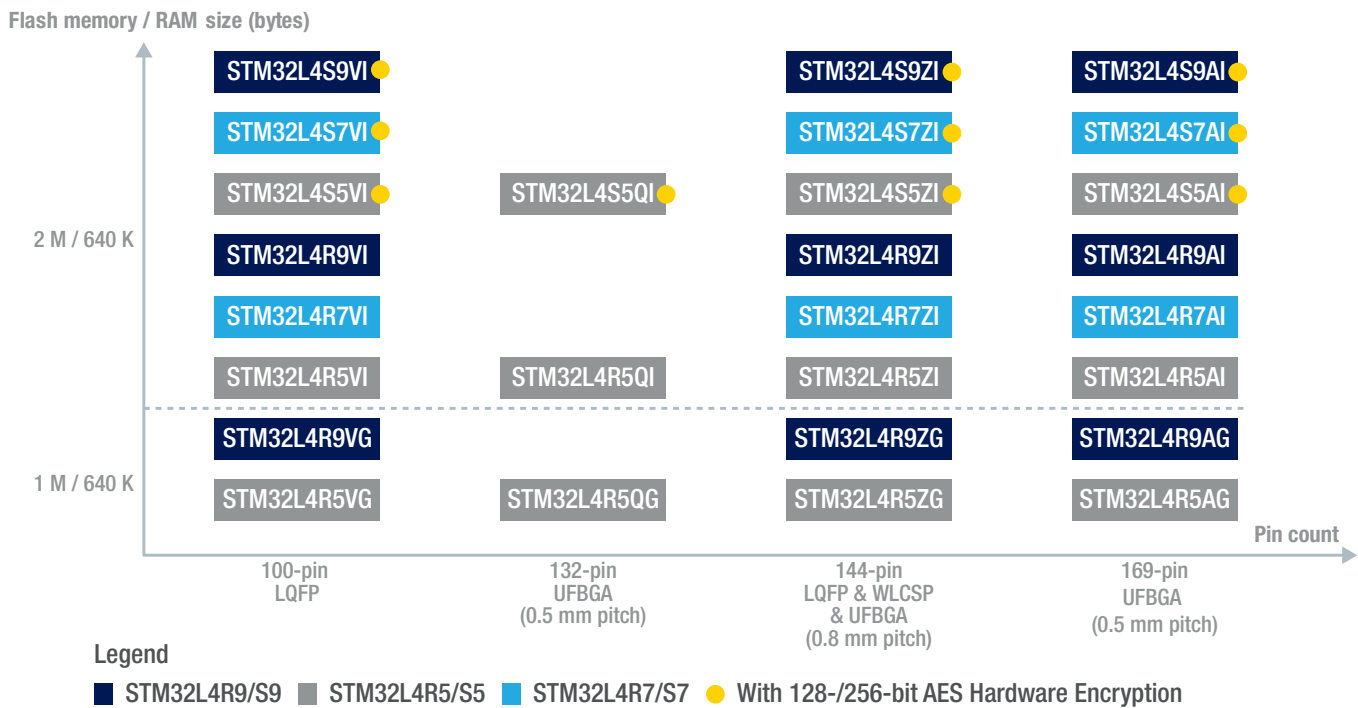 Flash memory / RAM size (bytes)
STM32L4S9VI STM32L4S9ZI STM32L4S9AI
STM32L4S7VI STM32L4S7ZI STM32L4S7AI
STM32L4S5VI STM32L4S5QI STM32L4S5ZI STM32L4S5AI
2 M / 640 K
STM32L4R9VI STM32L4R9ZI STM32L4R9AI
STM32L4R7VI STM32L4R7ZI STM32L4R7AI
STM32L4R5VI STM32L4R5QI STM32L4R5ZI STM32L4R5AI
STM32L4R9VG STM32L4R9ZG STM32L4R9AG
1 M / 640 K
STM32L4R5VG STM32L4R5QG STM32L4R5ZG STM32L4R5AG
Pin count
100-pin
LQFP
132-pin
UFBGA
(0.5 mm pitch)
144-pin
LQFP & WLCSP
& UFBGA
(0.8 mm pitch)
169-pin
UFBGA
(0.5 mm pitch)
Legend
STM32L4R9/S9 STM32L4R5/S5 STM32L4R7/S7 With 128-/256-bit AES Hardware Encryption